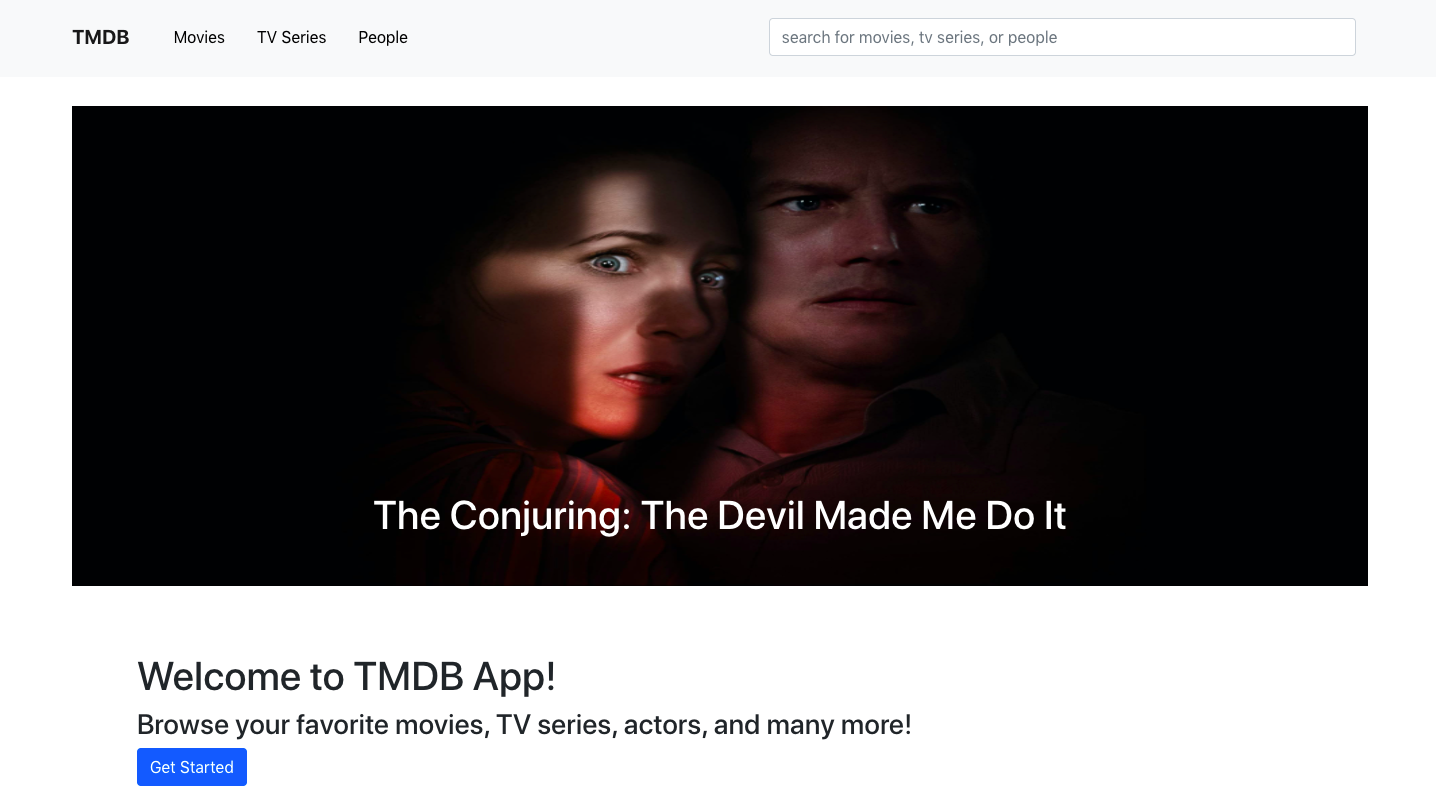 TMDB Movies TV Series People search for movies, tv series, or people
The Conjuring: The Devil Made Me Do It
Welcome to TMDB App!
Browse your favorite movies, TV series, actors, and many more!
Get Started